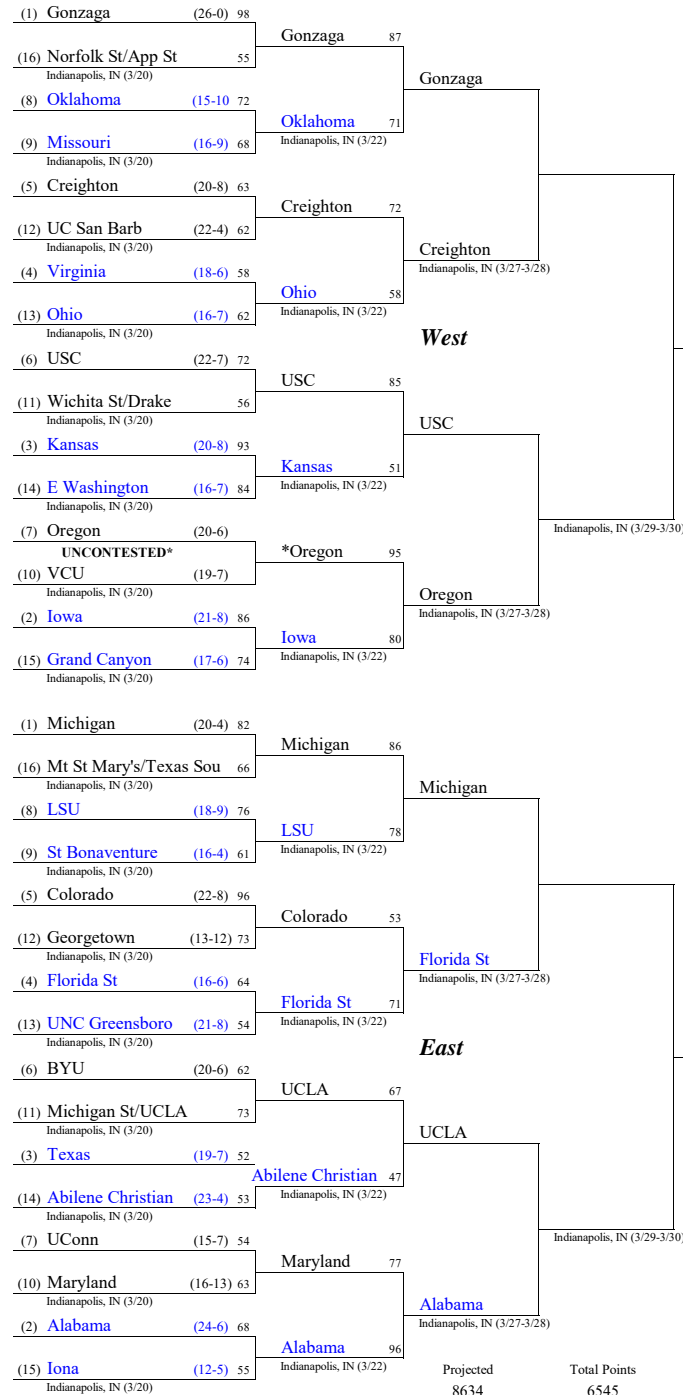 (1) Gonzaga (26-0) 98
(16) Norfolk St/App St 55
Indianapolis, IN (3/20)
(8) Oklahoma (15-10 72
(9) Missouri (16-9) 68
Indianapolis, IN (3/20)
(5) Creighton (20-8) 63
(12) UC San Barb (22-4) 62
Indianapolis, IN (3/20)
(4) Virginia (18-6) 58
(13) Ohio (16-7) 62
Indianapolis, IN (3/20)
(6) USC (22-7) 72
(11) Wichita St/Drake 56
Indianapolis, IN (3/20)
(3) Kansas (20-8) 93
(14) E Washington (16-7) 84
Indianapolis, IN (3/20)
(7) Oregon (20-6)
UNCONTESTED*
(10) VCU (19-7)
Indianapolis, IN (3/20)
(2) Iowa (21-8) 86
(15) Grand Canyon (17-6) 74
Indianapolis, IN (3/20)
Gonzaga 87
Oklahoma 71
Indianapolis, IN (3/22)
Creighton 72
Ohio 58
Indianapolis, IN (3/22)
USC 85
Kansas 51
Indianapolis, IN (3/22)
*Oregon 95
Iowa 80
Indianapolis, IN (3/22)
Gonzaga
Creighton
Indianapolis, IN (3/27-3/28)
West
USC
Oregon
Indianapolis, IN (3/27-3/28)
Indianapolis, IN (3/29-3/30)
(1) Michigan (20-4) 82
(16) Mt St Mary's/Texas Sou 66
Indianapolis, IN (3/20)
(8) LSU (18-9) 76
(9) St Bonaventure (16-4) 61
Indianapolis, IN (3/20)
(5) Colorado (22-8) 96
(12) Georgetown (13-12) 73
Indianapolis, IN (3/20)
(4) Florida St (16-6) 64
(13) UNC Greensboro (21-8) 54
Indianapolis, IN (3/20)
(6) BYU (20-6) 62
(11) Michigan St/UCLA 73
Indianapolis, IN (3/20)
(3) Texas (19-7) 52
(14) Abilene Christian (23-4) 53
Indianapolis, IN (3/20)
(7) UConn (15-7) 54
(10) Maryland (16-13) 63
Indianapolis, IN (3/20)
(2) Alabama (24-6) 68
(15) Iona (12-5) 55
Indianapolis, IN (3/20)
Michigan 86
LSU 78
Indianapolis, IN (3/22)
Colorado 53
Florida St 71
Indianapolis, IN (3/22)
UCLA 67
Abilene Christian 47
Indianapolis, IN (3/22)
Maryland 77
Alabama 96
Indianapolis, IN (3/22)
Michigan
Florida St
Indianapolis, IN (3/27-3/28)
East
UCLA
Alabama
Indianapolis, IN (3/27-3/28)
Indianapolis, IN (3/29-3/30)
Projected Total Points
8634 6545